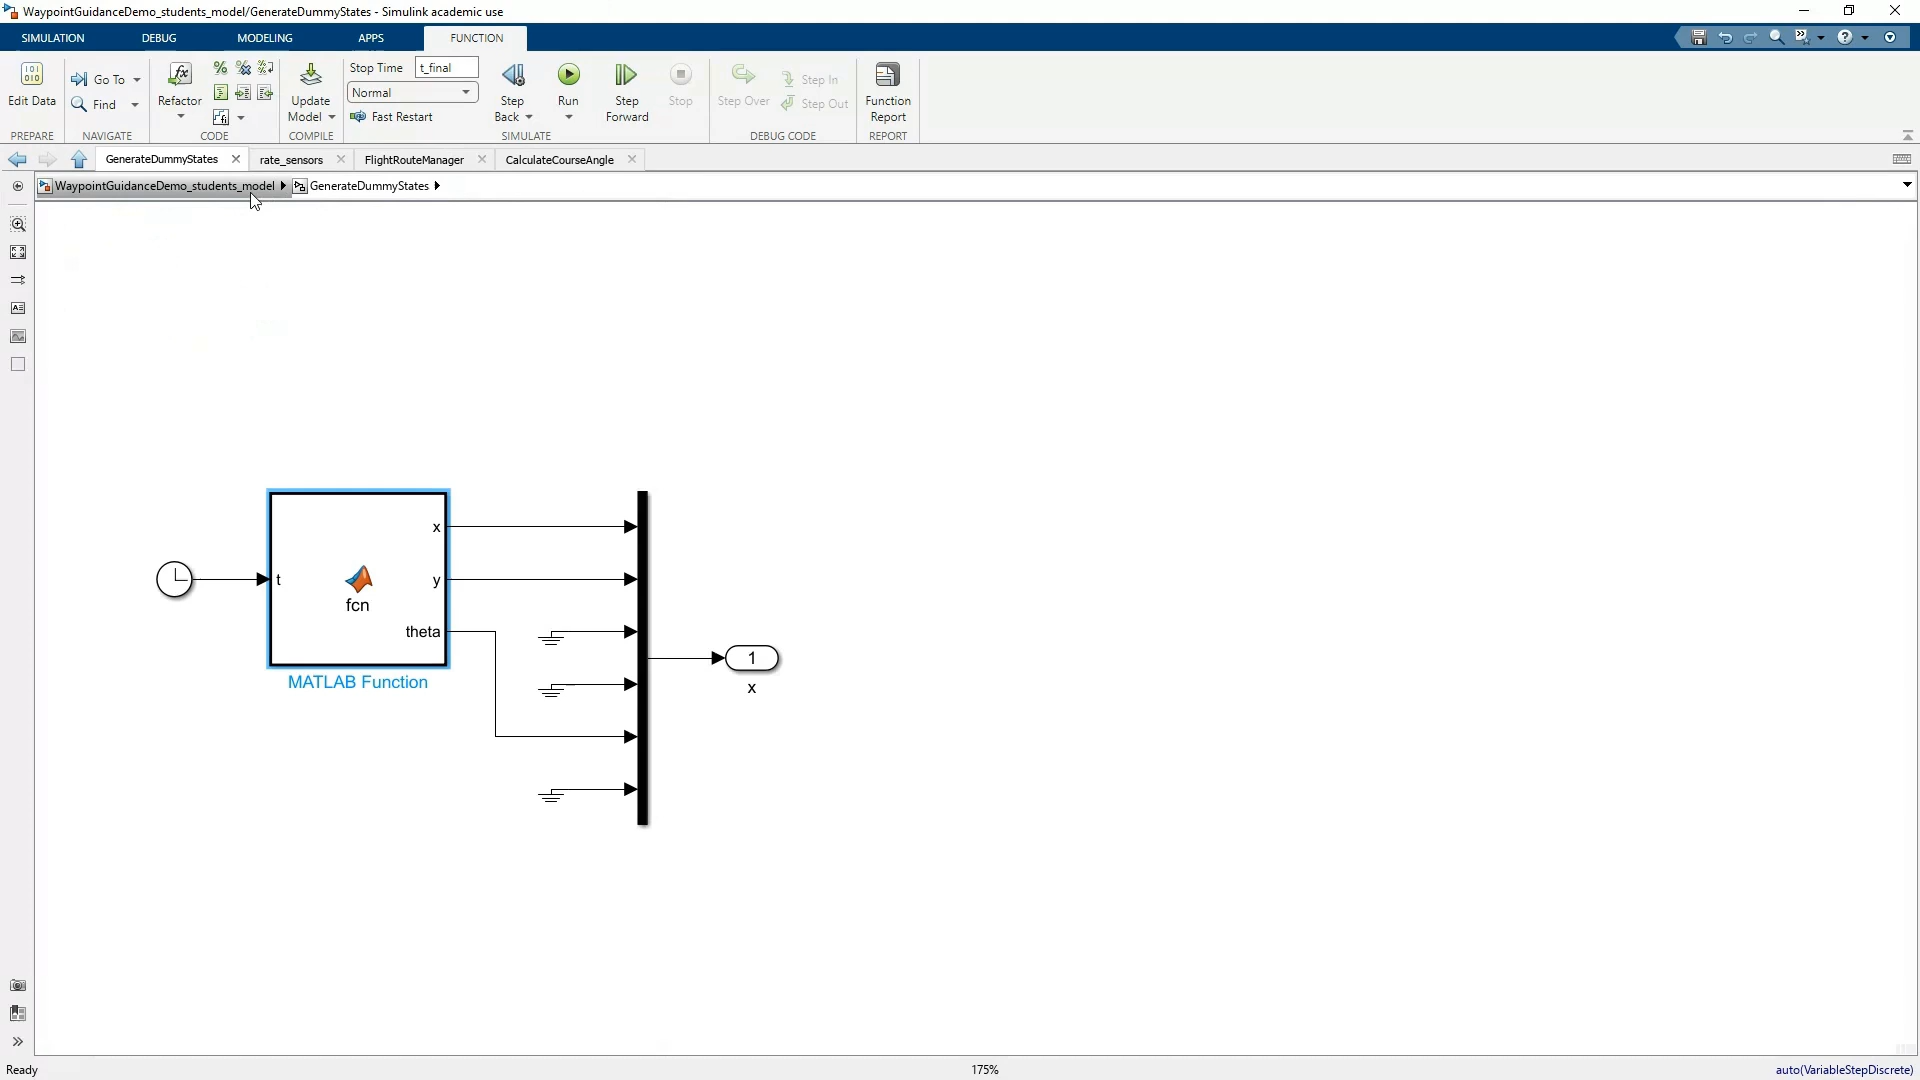 WaypointGuidanceDemo_students_model/GenerateDummyStates - Simulink academic use
SIMULATION DEBUG MODELING APPS FUNCTION
Edit Data
PREPARE
Go To
Find
NAVIGATE
Refactor
CODE
Update
Model
COMPILE
Stop Time t_final
Normal
Fast Restart
Step
Back
Run
Step
Forward
Stop
SIMULATE
Step Over
Step In
Step Out
DEBUG CODE
Function
Report
REPORT
GenerateDummyStates rate_sensors FlightRouteManager CalculateCourseAngle
WaypointGuidanceDemo_students_model GenerateDummyStates
x
t
fcn
y
theta
MATLAB Function
1
x
Ready 175% auto(VariableStepDiscrete)